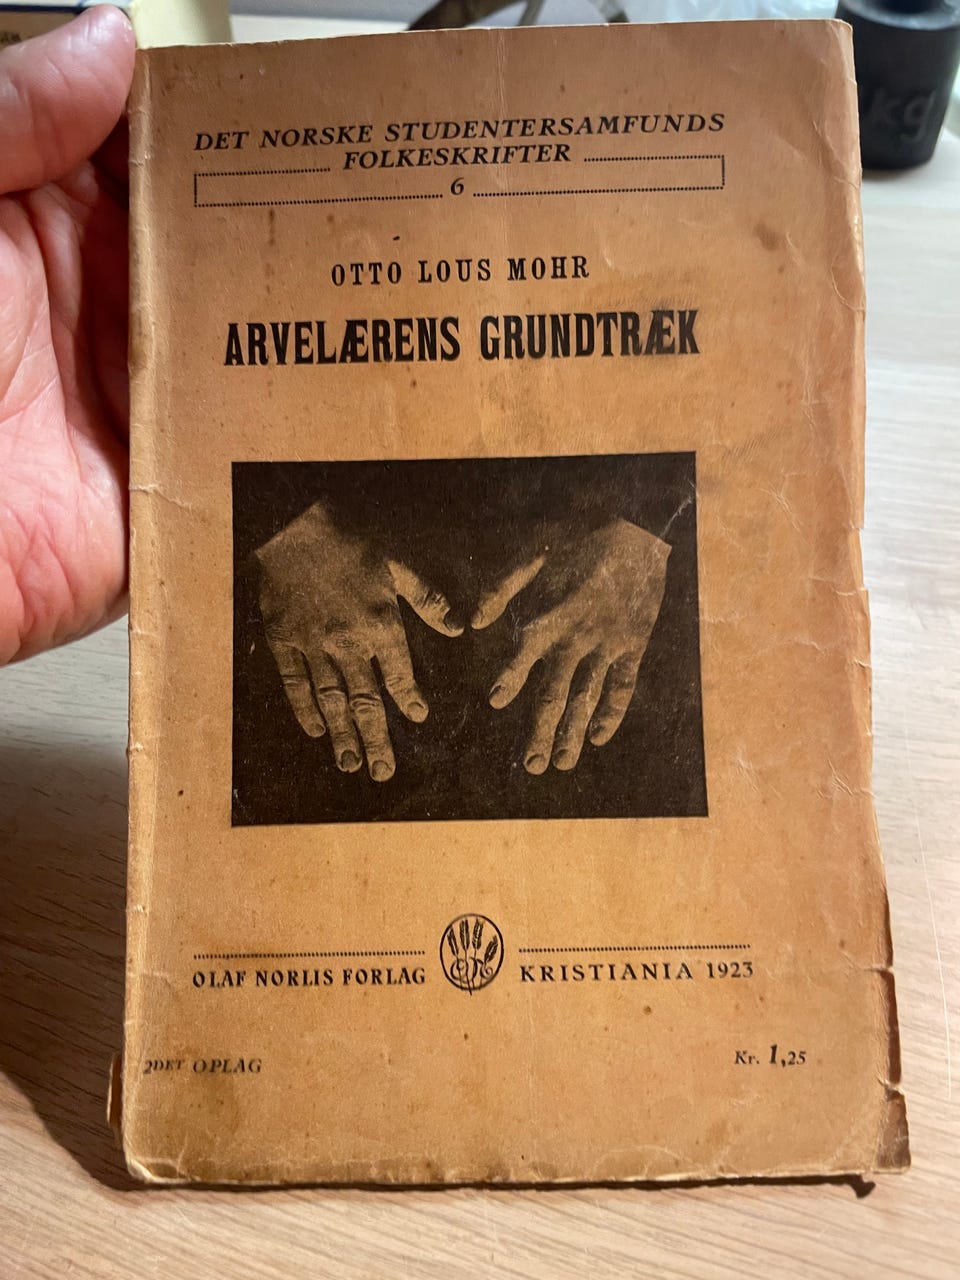 DET NORSKE STUDENTERSAMFUNDS
FOLKESKRIFTER
6
OTTO LOUS MOHR
ARVELÆRENS GRUNDTRÆK
OLAF NORLIS FORLAG
KRISTIANIA 1923
2DET OPLAG
Kr. 1,25
kg